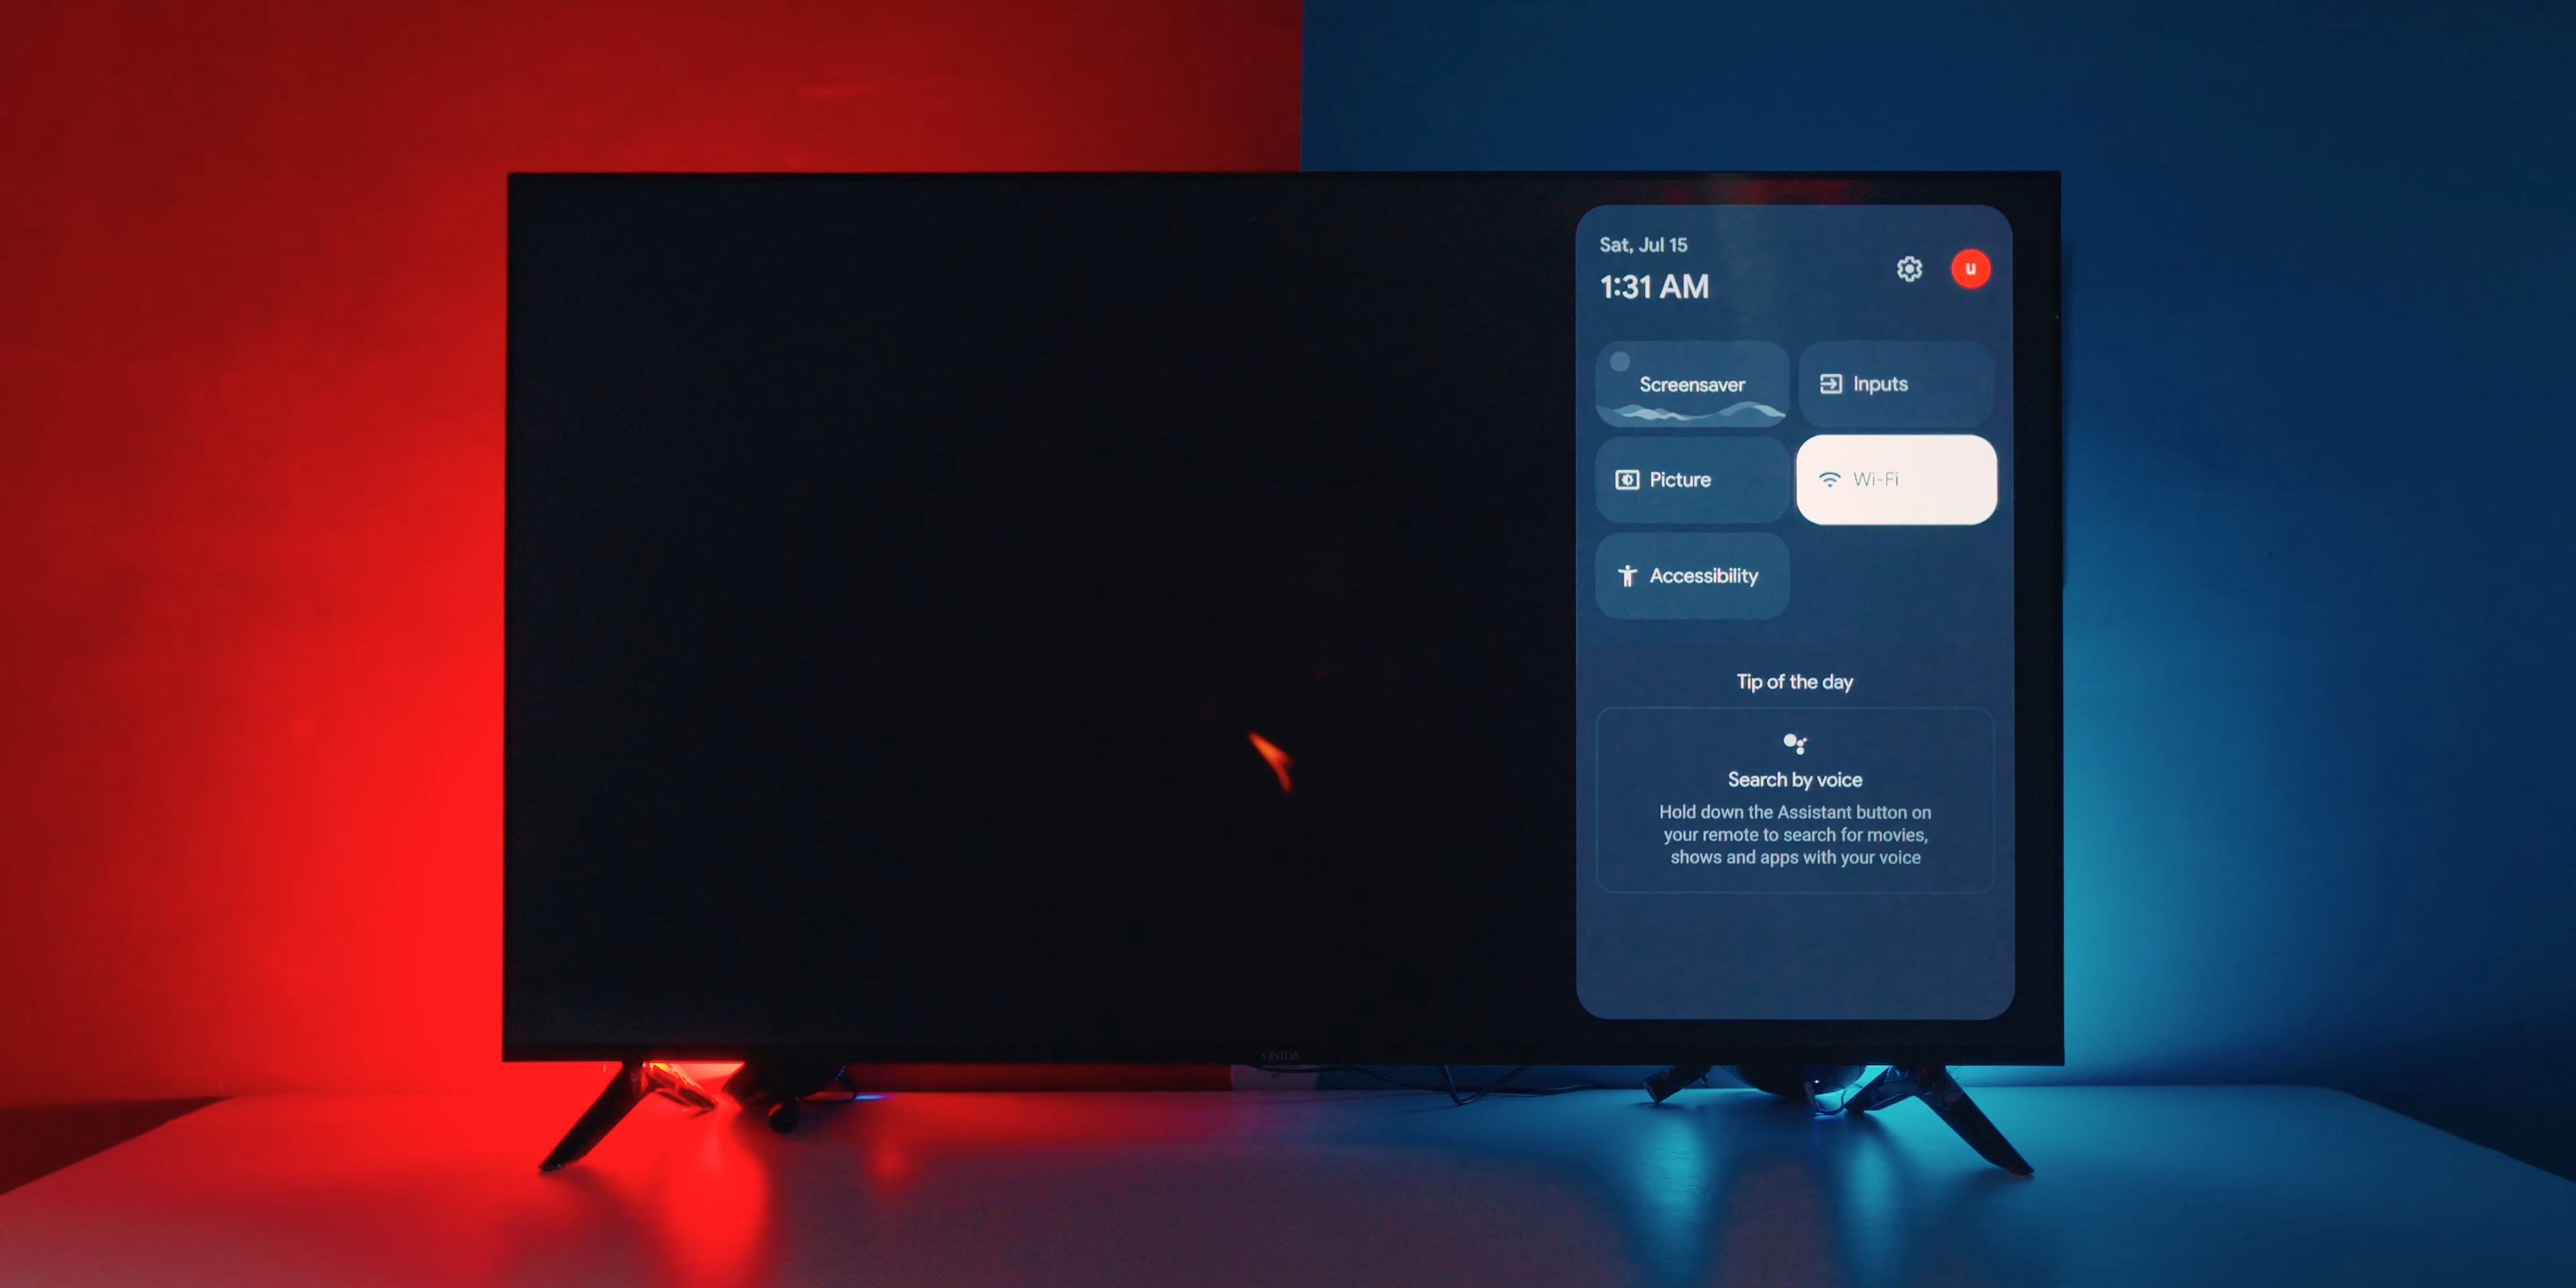 Sat, Jul 15
1:31 AM
u
Screensaver
Inputs
Picture
Wi-Fi
Accessibility
Tip of the day
Search by voice
Hold down the Assistant button on
your remote to search for movies,
shows and apps with your voice
ONIDA